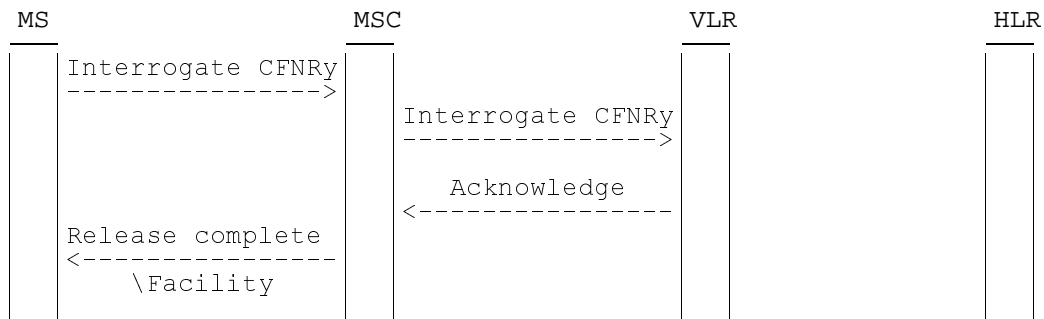 MS MSC VLR HLR
Interrogate CFNRy
---------------->
Interrogate CFNRy
---------------->
Acknowledge
<----------------
Release complete
<----------------
\Facility